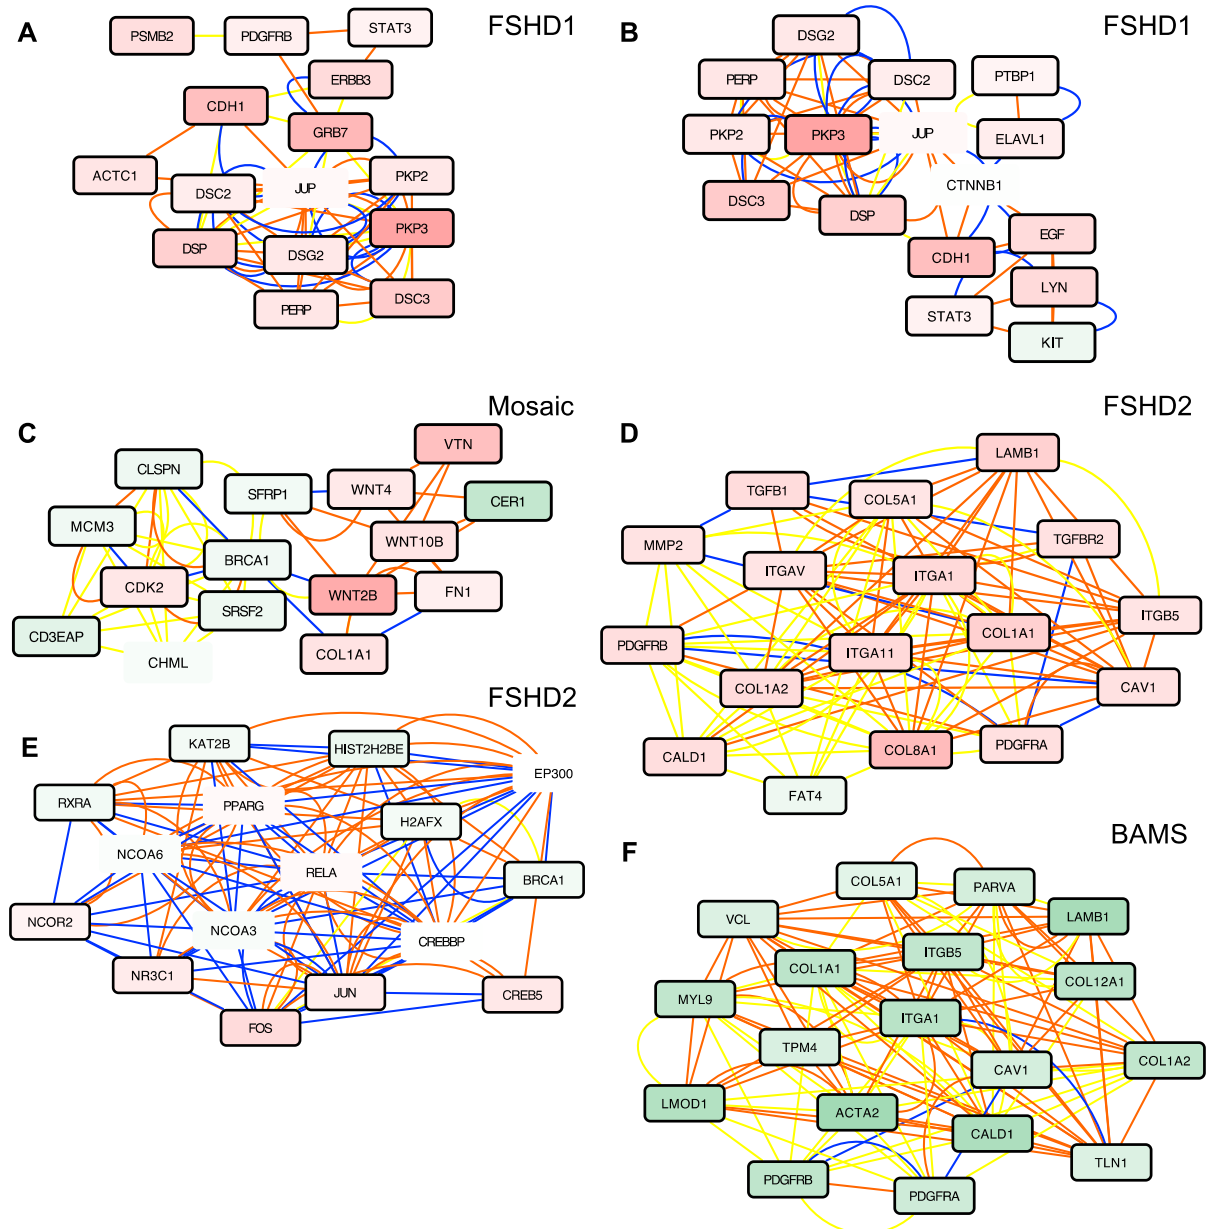 A
FSHD1
PSMB2
PDGFRB
STAT3
ERBB3
CDH1
GRB7
ACTC1
DSC2
JUP
PKP2
DSP
DSG2
PKP3
PERP
DSC3
B
FSHD1
DSG2
PERP
DSC2
PTBP1
PKP2
PKP3
JUP
ELAVL1
DSC3
DSP
CTNNB1
CDH1
EGF
LYN
STAT3
KIT
C
Mosaic
VTN
CLSPN
SFRP1
WNT4
CER1
MCM3
BRCA1
WNT10B
CDK2
SRSF2
WNT2B
FN1
CD3EAP
CHML
COL1A1
D
FSHD2
LAMB1
TGFB1
COL5A1
MMP2
TGFBR2
ITGAV
ITGA1
ITGB5
PDGFRB
ITGA11
COL1A1
COL1A2
CAV1
CALD1
COL8A1
PDGFRA
FAT4
E
FSHD2
KAT2B
HIST2H2BE
EP300
RXRA
PPARG
H2AFX
NCOA6
RELA
BRCA1
NCOR2
NCOA3
CREBBP
NR3C1
JUN
CREB5
FOS
F
BAMS
COL5A1
PARVA
VCL
LAMB1
COL1A1
ITGB5
COL12A1
MYL9
ITGA1
TPM4
CAV1
COL1A2
LMOD1
ACTA2
CALD1
TLN1
PDGFRB
PDGFRA